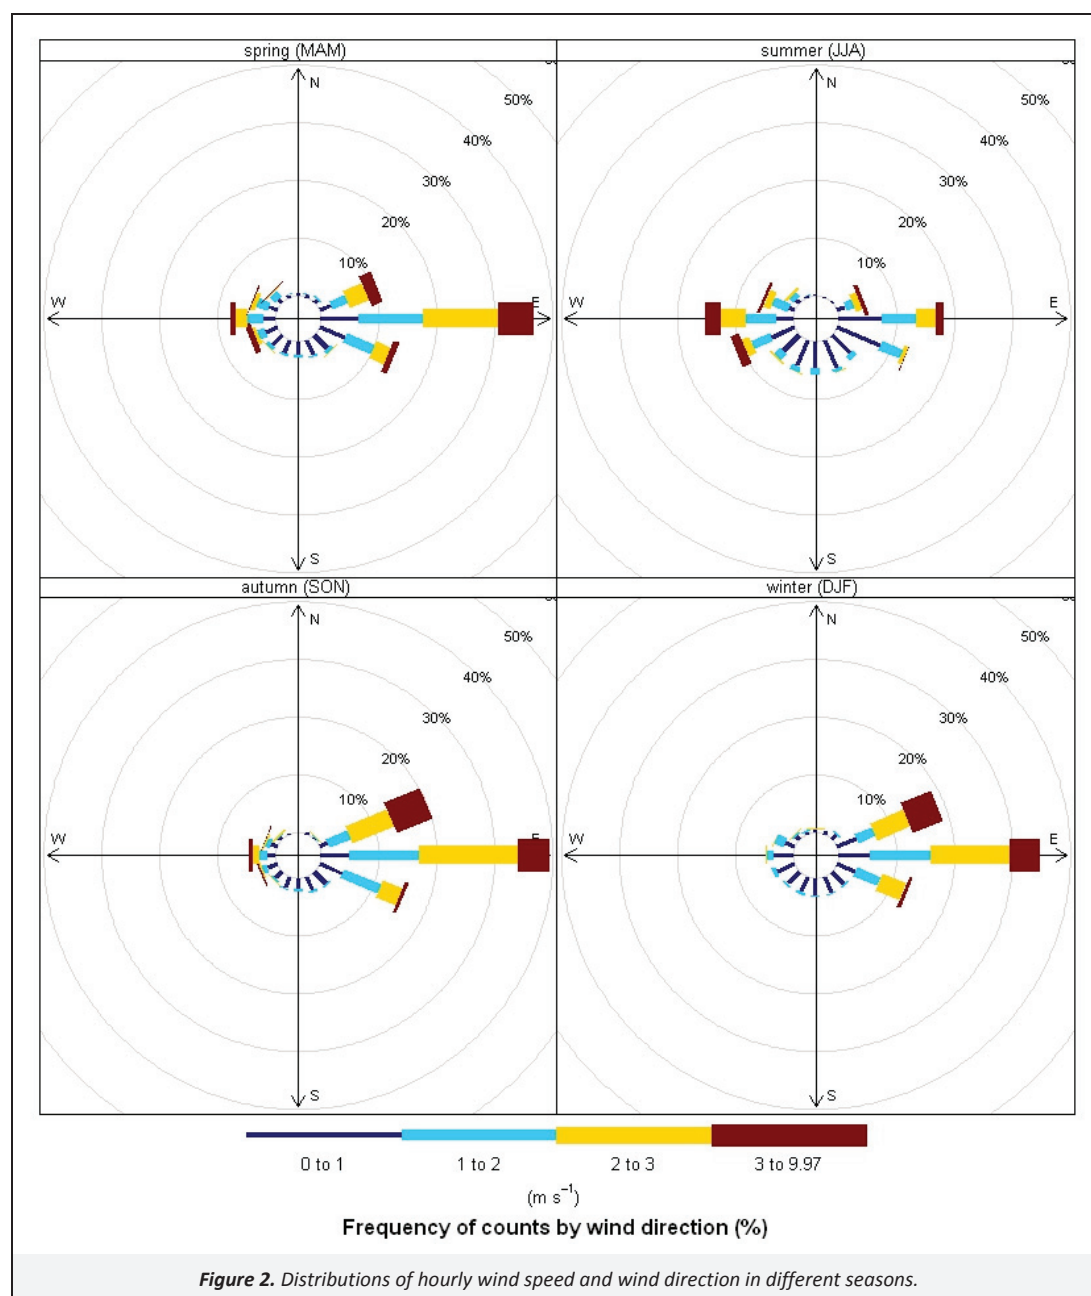 spring (MAM)
summer (JJA)
50%
40%
30%
20%
10%
N
W
E
S
50%
40%
30%
20%
10%
N
W
E
S
autumn (SON)
winter (DJF)
50%
40%
30%
20%
10%
N
W
E
S
50%
40%
30%
20%
10%
N
W
E
S
0 to 1 1 to 2 2 to 3 3 to 9.97
(m s⁻¹)
Frequency of counts by wind direction (%)
Figure 2. Distributions of hourly wind speed and wind direction in different seasons.